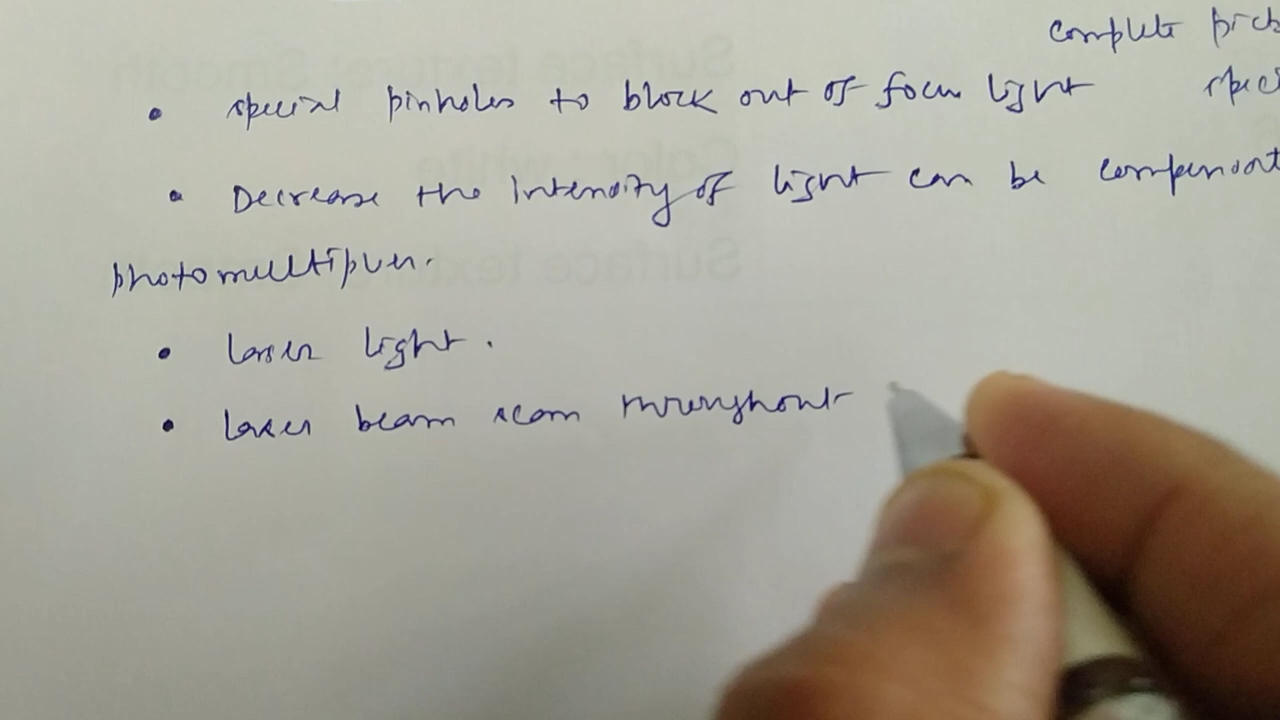 complete
• special pinholes to block out of focus light
• Decrease the intensity of light can be
photomultiplier.
• Laser light.
• Laser beam scan throughout